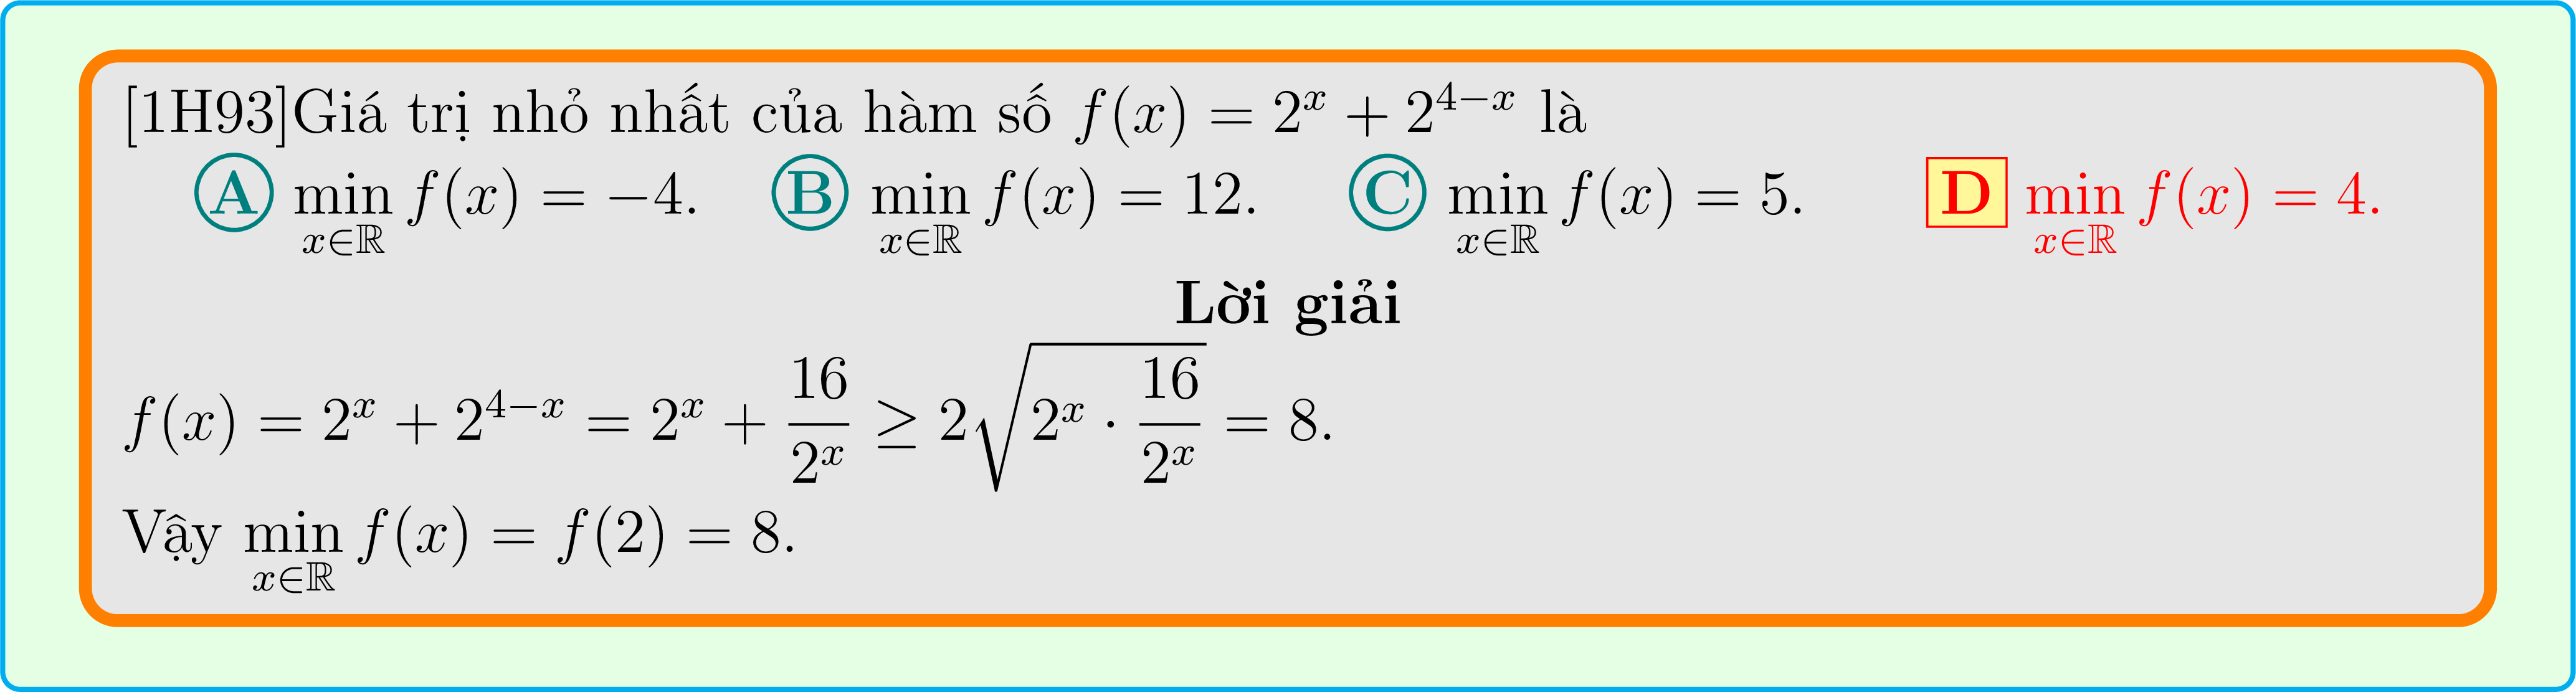 [1H93]Giá trị nhỏ nhất của hàm số $f(x) = 2^x + 2^{4-x}$ là
A $\min\limits_{x\in\mathbb{R}} f(x) = -4.$ B $\min\limits_{x\in\mathbb{R}} f(x) = 12.$ C $\min\limits_{x\in\mathbb{R}} f(x) = 5.$ D $\min\limits_{x\in\mathbb{R}} f(x) = 4.$
Lời giải
$f(x) = 2^x + 2^{4-x} = 2^x + \dfrac{16}{2^x} \geq 2\sqrt{2^x \cdot \dfrac{16}{2^x}} = 8.$
Vậy $\min\limits_{x\in\mathbb{R}} f(x) = f(2) = 8.$